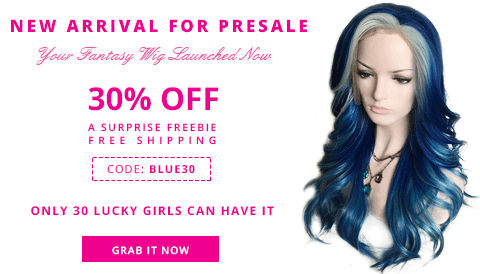 NEW ARRIVAL FOR PRESALE
Your Fantasy Wig Launched Now
30% OFF
A SURPRISE FREEBIE
FREE SHIPPING
CODE: BLUE30
ONLY 30 LUCKY GIRLS CAN HAVE IT
GRAB IT NOW